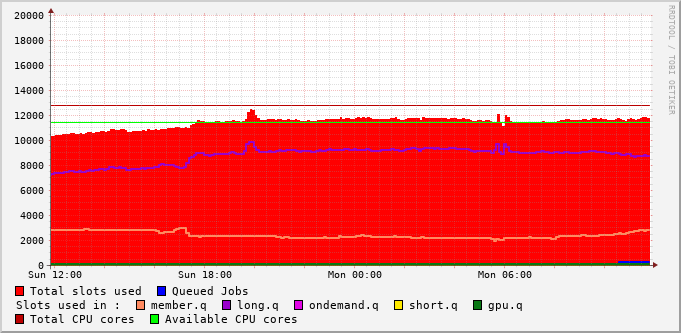 20000
18000
16000
14000
12000
10000
8000
6000
4000
2000
0
Sun 12:00 Sun 18:00 Mon 00:00 Mon 06:00
RRDTOOL / TOBI OETIKER
Total slots used Queued Jobs
Slots used in : member.q long.q ondemand.q short.q gpu.q
Total CPU cores Available CPU cores